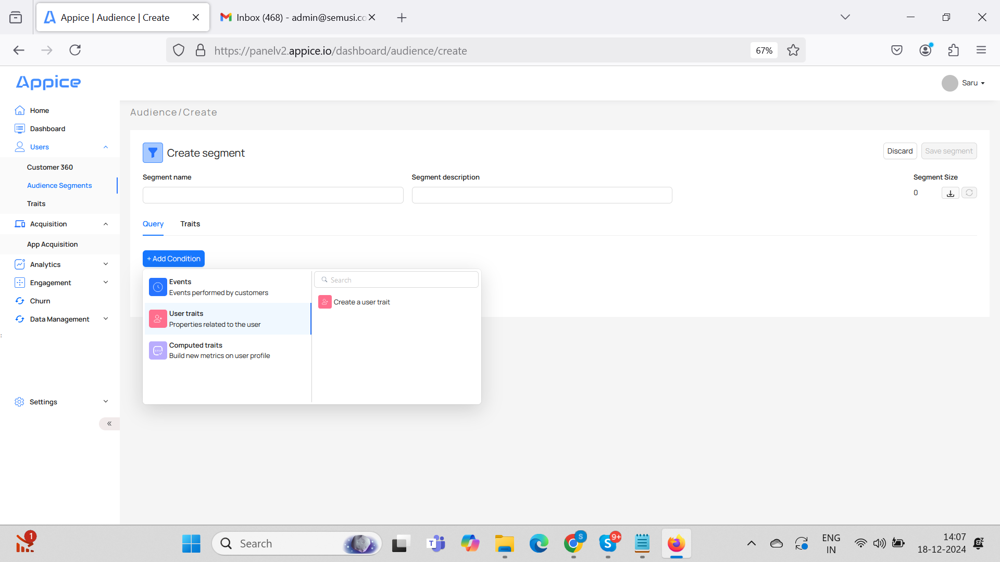 Appice | Audience | Create
Inbox (468) - admin@semusi.co
https://panelv2.appice.io/dashboard/audience/create
67%
Appice
Saru
Home
Dashboard
Users
Customer 360
Audience Segments
Traits
Acquisition
App Acquisition
Analytics
Engagement
Churn
Data Management
:
Settings
«
Audience/Create
Create segment
Discard
Save segment
Segment name
Segment description
Segment Size
0
Query
Traits
+ Add Condition
Events
Events performed by customers
User traits
Properties related to the user
Computed traits
Build new metrics on user profile
Search
Create a user trait
1
Search
T
S
S
9+
ENG
IN
14:07
18-12-2024